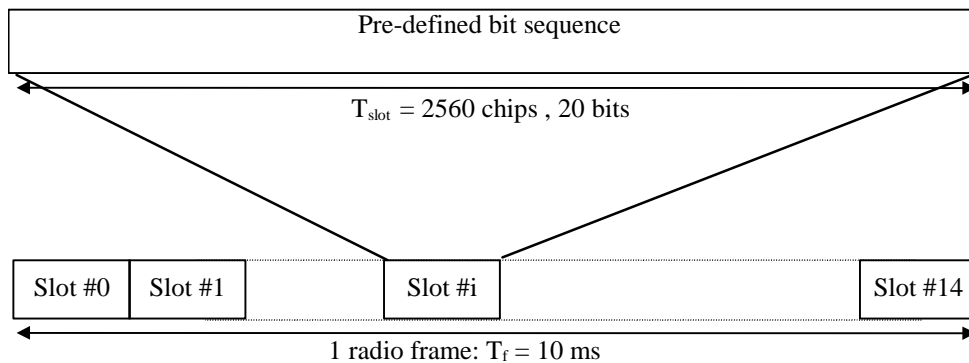 Pre-defined bit sequence
T_slot = 2560 chips , 20 bits
Slot #0 Slot #1 Slot #i Slot #14
1 radio frame: T_f = 10 ms